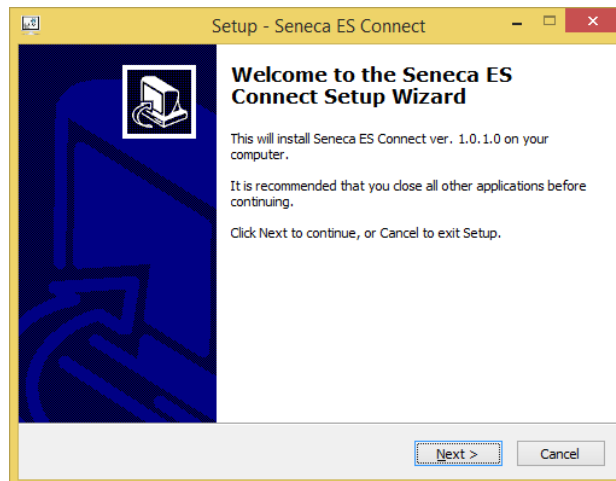 Setup - Seneca ES Connect
Welcome to the Seneca ES
Connect Setup Wizard
This will install Seneca ES Connect ver. 1.0.1.0 on your
computer.
It is recommended that you close all other applications before
continuing.
Click Next to continue, or Cancel to exit Setup.
Next >
Cancel